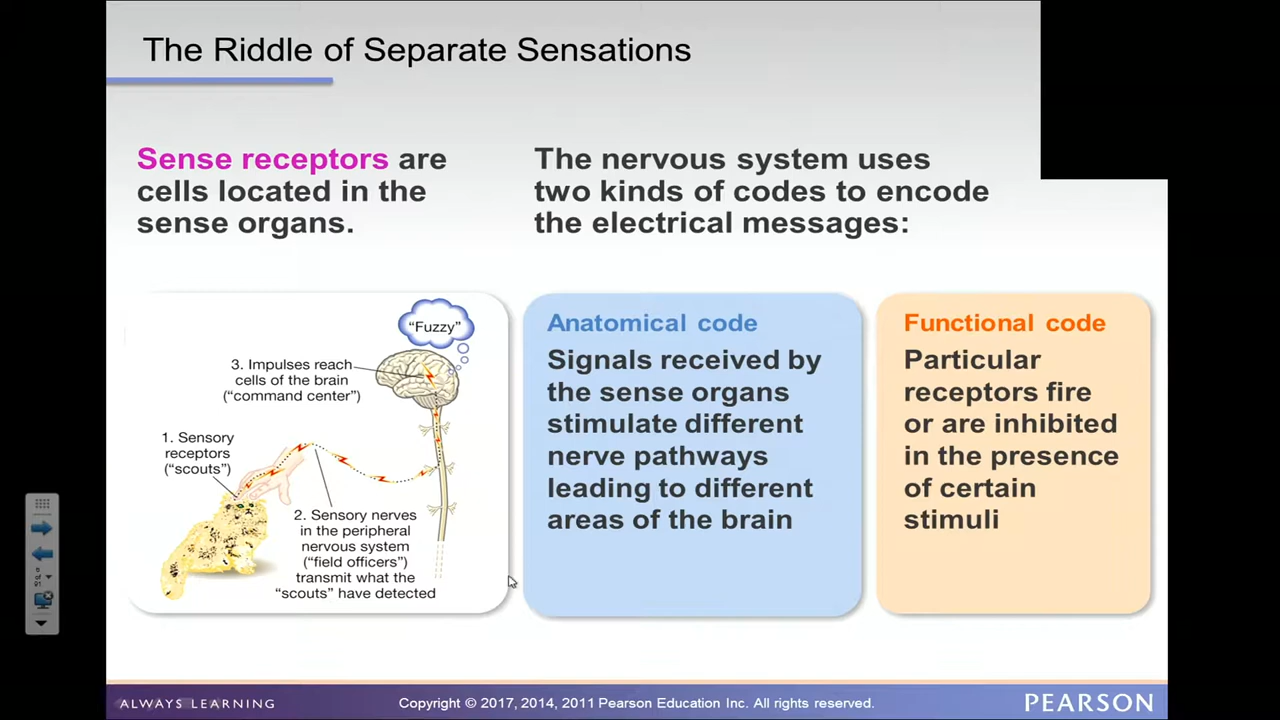 The Riddle of Separate Sensations
Sense receptors are
cells located in the
sense organs.
The nervous system uses
two kinds of codes to encode
the electrical messages:
"Fuzzy"
3. Impulses reach
cells of the brain
("command center")
1. Sensory
receptors
("scouts")
2. Sensory nerves
in the peripheral
nervous system
("field officers")
transmit what the
"scouts" have detected
Anatomical code
Signals received by
the sense organs
stimulate different
nerve pathways
leading to different
areas of the brain
Functional code
Particular
receptors fire
or are inhibited
in the presence
of certain
stimuli
ALWAYS LEARNING
Copyright © 2017, 2014, 2011 Pearson Education Inc. All rights reserved.
PEARSON